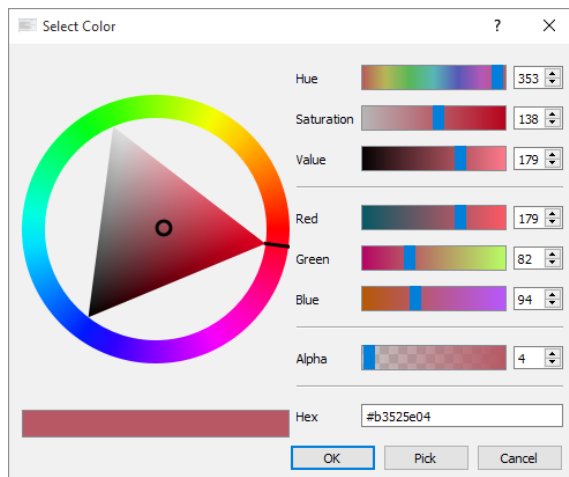 Select Color ?
Hue 353
Saturation 138
Value 179
Red 179
Green 82
Blue 94
Alpha 4
Hex #b3525e04
OK Pick Cancel